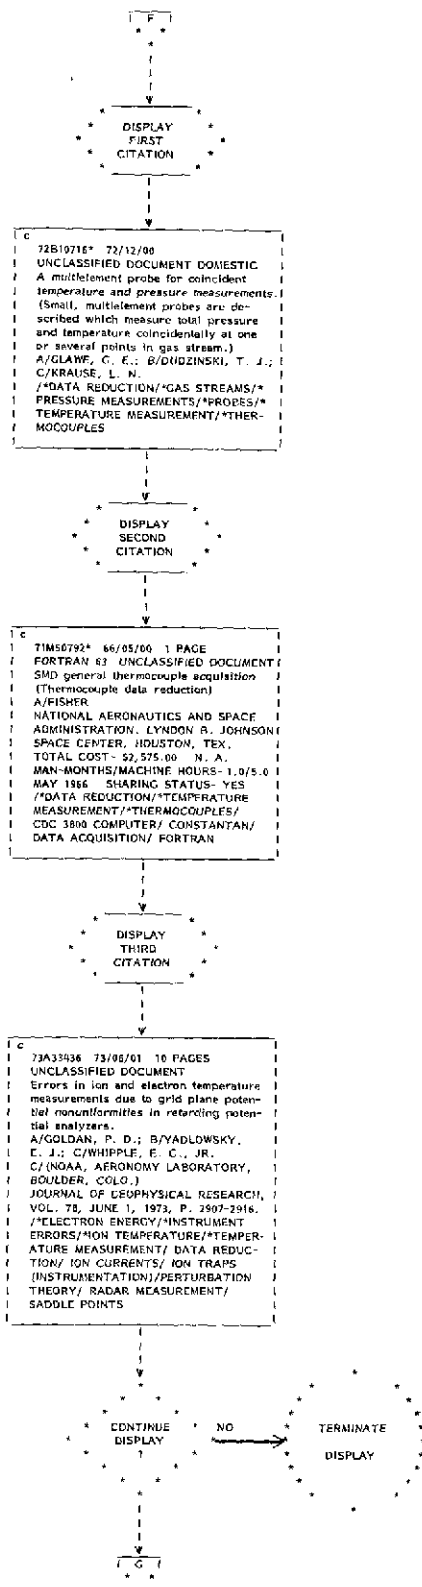 F
DISPLAY
FIRST
CITATION
c
72B10716* 72/12/00
UNCLASSIFIED DOCUMENT DOMESTIC
A multielement probe for coincident
temperature and pressure measurements.
(Small, multielement probes are de-
scribed which measure total pressure
and temperature coincidentally at one
or several points in gas stream.)
A/GLAWE, G. E.; B/DUDZINSKI, T. J.;
C/KRAUSE, L. N.
/*DATA REDUCTION/*GAS STREAMS/*
PRESSURE MEASUREMENTS/*PROBES/*
TEMPERATURE MEASUREMENT/*THER-
MOCOUPLES
DISPLAY
SECOND
CITATION
c
71M50792* 66/05/00 1 PAGE
FORTRAN 63 UNCLASSIFIED DOCUMENT
SMD general thermocouple acquisition
(Thermocouple data reduction)
A/FISHER
NATIONAL AERONAUTICS AND SPACE
ADMINISTRATION. LYNDON B. JOHNSON
SPACE CENTER, HOUSTON, TEX.
TOTAL COST- $2,575.00 N. A.
MAN-MONTHS/MACHINE HOURS- 1.0/5.0
MAY 1966 SHARING STATUS- YES
/*DATA REDUCTION/*TEMPERATURE
MEASUREMENT/*THERMOCOUPLES/
CDC 3800 COMPUTER/ CONSTANTAN/
DATA ACQUISITION/ FORTRAN
DISPLAY
THIRD
CITATION
c
73A33436 73/06/01 10 PAGES
UNCLASSIFIED DOCUMENT
Errors in ion and electron temperature
measurements due to grid plane poten-
tial nonuniformities in retarding poten-
tial analyzers.
A/GOLDAN, P. D.; B/YADLOWSKY,
E. J.; C/WHIPPLE, E. C., JR.
C/(NOAA, AERONOMY LABORATORY,
BOULDER, COLO.)
JOURNAL OF GEOPHYSICAL RESEARCH,
VOL. 78, JUNE 1, 1973, P. 2907-2916.
/*ELECTRON ENERGY/*INSTRUMENT
ERRORS/*ION TEMPERATURE/*TEMPER-
ATURE MEASUREMENT/ DATA REDUC-
TION/ ION CURRENTS/ ION TRAPS
(INSTRUMENTATION)/PERTURBATION
THEORY/ RADAR MEASUREMENT/
SADDLE POINTS
CONTINUE
DISPLAY
?
NO
TERMINATE
DISPLAY
G